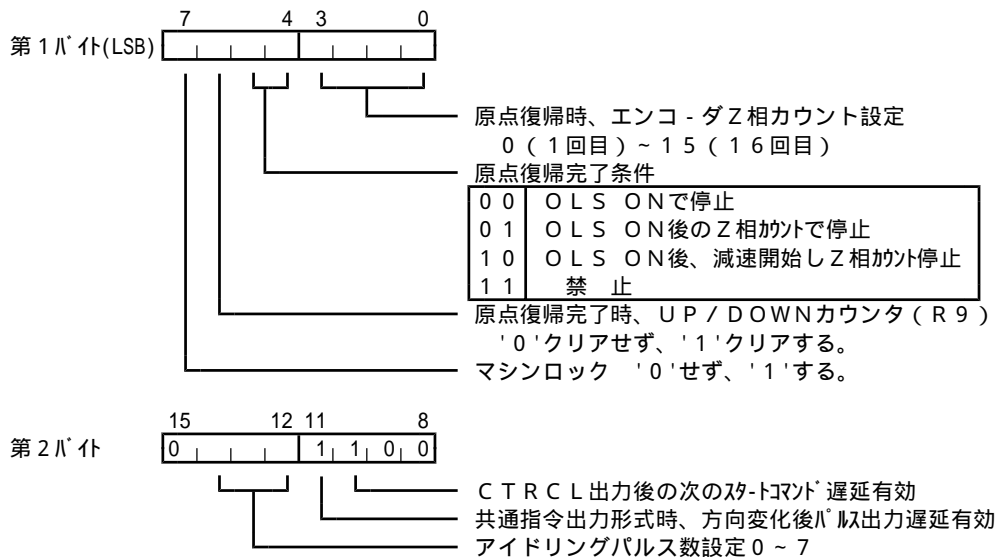 7 4 3 0
第1バイト(LSB)
原点復帰時、エンコ-ダZ相カウント設定
0(1回目)~15(16回目)
原点復帰完了条件
00 OLS ONで停止
01 OLS ON後のZ相カウントで停止
10 OLS ON後、減速開始しZ相カウント停止
11 禁 止
原点復帰完了時、UP/DOWNカウンタ(R9)
'0'クリアせず、'1'クリアする。
マシンロック '0'せず、'1'する。
15 12 11 8
第2バイト 0 1 1 0 0
CTRCL出力後の次のスタ-トコマンド遅延有効
共通指令出力形式時、方向変化後パルス出力遅延有効
アイドリングパルス数設定0~7